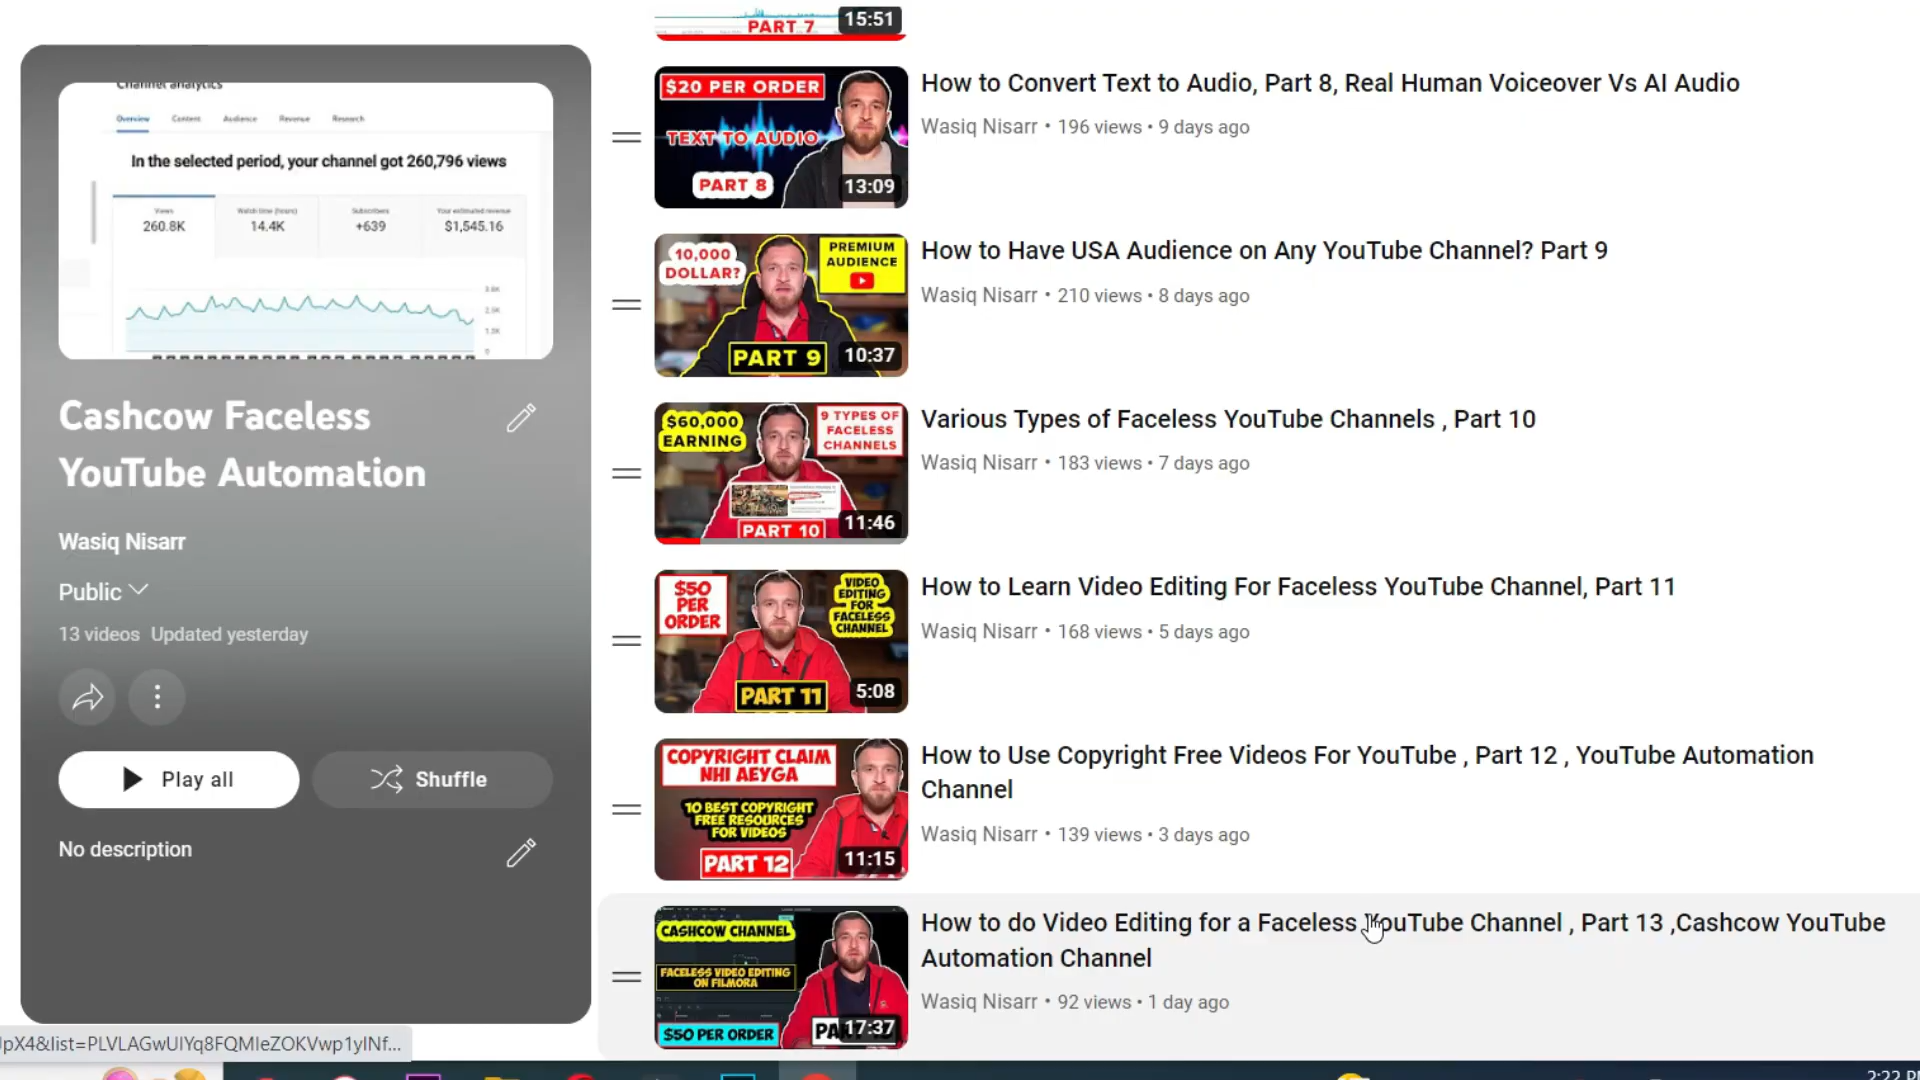 Channel analytics
Overview Content Audience Revenue Research
In the selected period, your channel got 260,796 views
Views Watch time (hours) Subscribers Your estimated revenue
260.8K 14.4K +639 $1,545.16
Cashcow Faceless
YouTube Automation
Wasiq Nisarr
Public
13 videos Updated yesterday
Play all
Shuffle
No description
PART 7
15:51
$20 PER ORDER
TEXT TO AUDIO
PART 8
13:09
How to Convert Text to Audio, Part 8, Real Human Voiceover Vs AI Audio
Wasiq Nisarr • 196 views • 9 days ago
10,000
DOLLAR?
PREMIUM
AUDIENCE
PART 9
10:37
How to Have USA Audience on Any YouTube Channel? Part 9
Wasiq Nisarr • 210 views • 8 days ago
$60,000
EARNING
9 TYPES OF
FACELESS
CHANNELS
PART 10
11:46
Various Types of Faceless YouTube Channels , Part 10
Wasiq Nisarr • 183 views • 7 days ago
$50
PER
ORDER
VIDEO
EDITING
FOR
FACELESS
CHANNEL
PART 11
5:08
How to Learn Video Editing For Faceless YouTube Channel, Part 11
Wasiq Nisarr • 168 views • 5 days ago
COPYRIGHT CLAIM
NHI AEYGA
10 BEST COPYRIGHT
FREE RESOURCES
FOR VIDEOS
PART 12
11:15
How to Use Copyright Free Videos For YouTube , Part 12 , YouTube Automation
Channel
Wasiq Nisarr • 139 views • 3 days ago
CASHCOW CHANNEL
FACELESS VIDEO EDITING
ON FILMORA
$50 PER ORDER
17:37
How to do Video Editing for a Faceless YouTube Channel , Part 13 ,Cashcow YouTube
Automation Channel
Wasiq Nisarr • 92 views • 1 day ago
pX4&list=PLVLAGwUIYq8FQMIeZOKVwp1yINf...